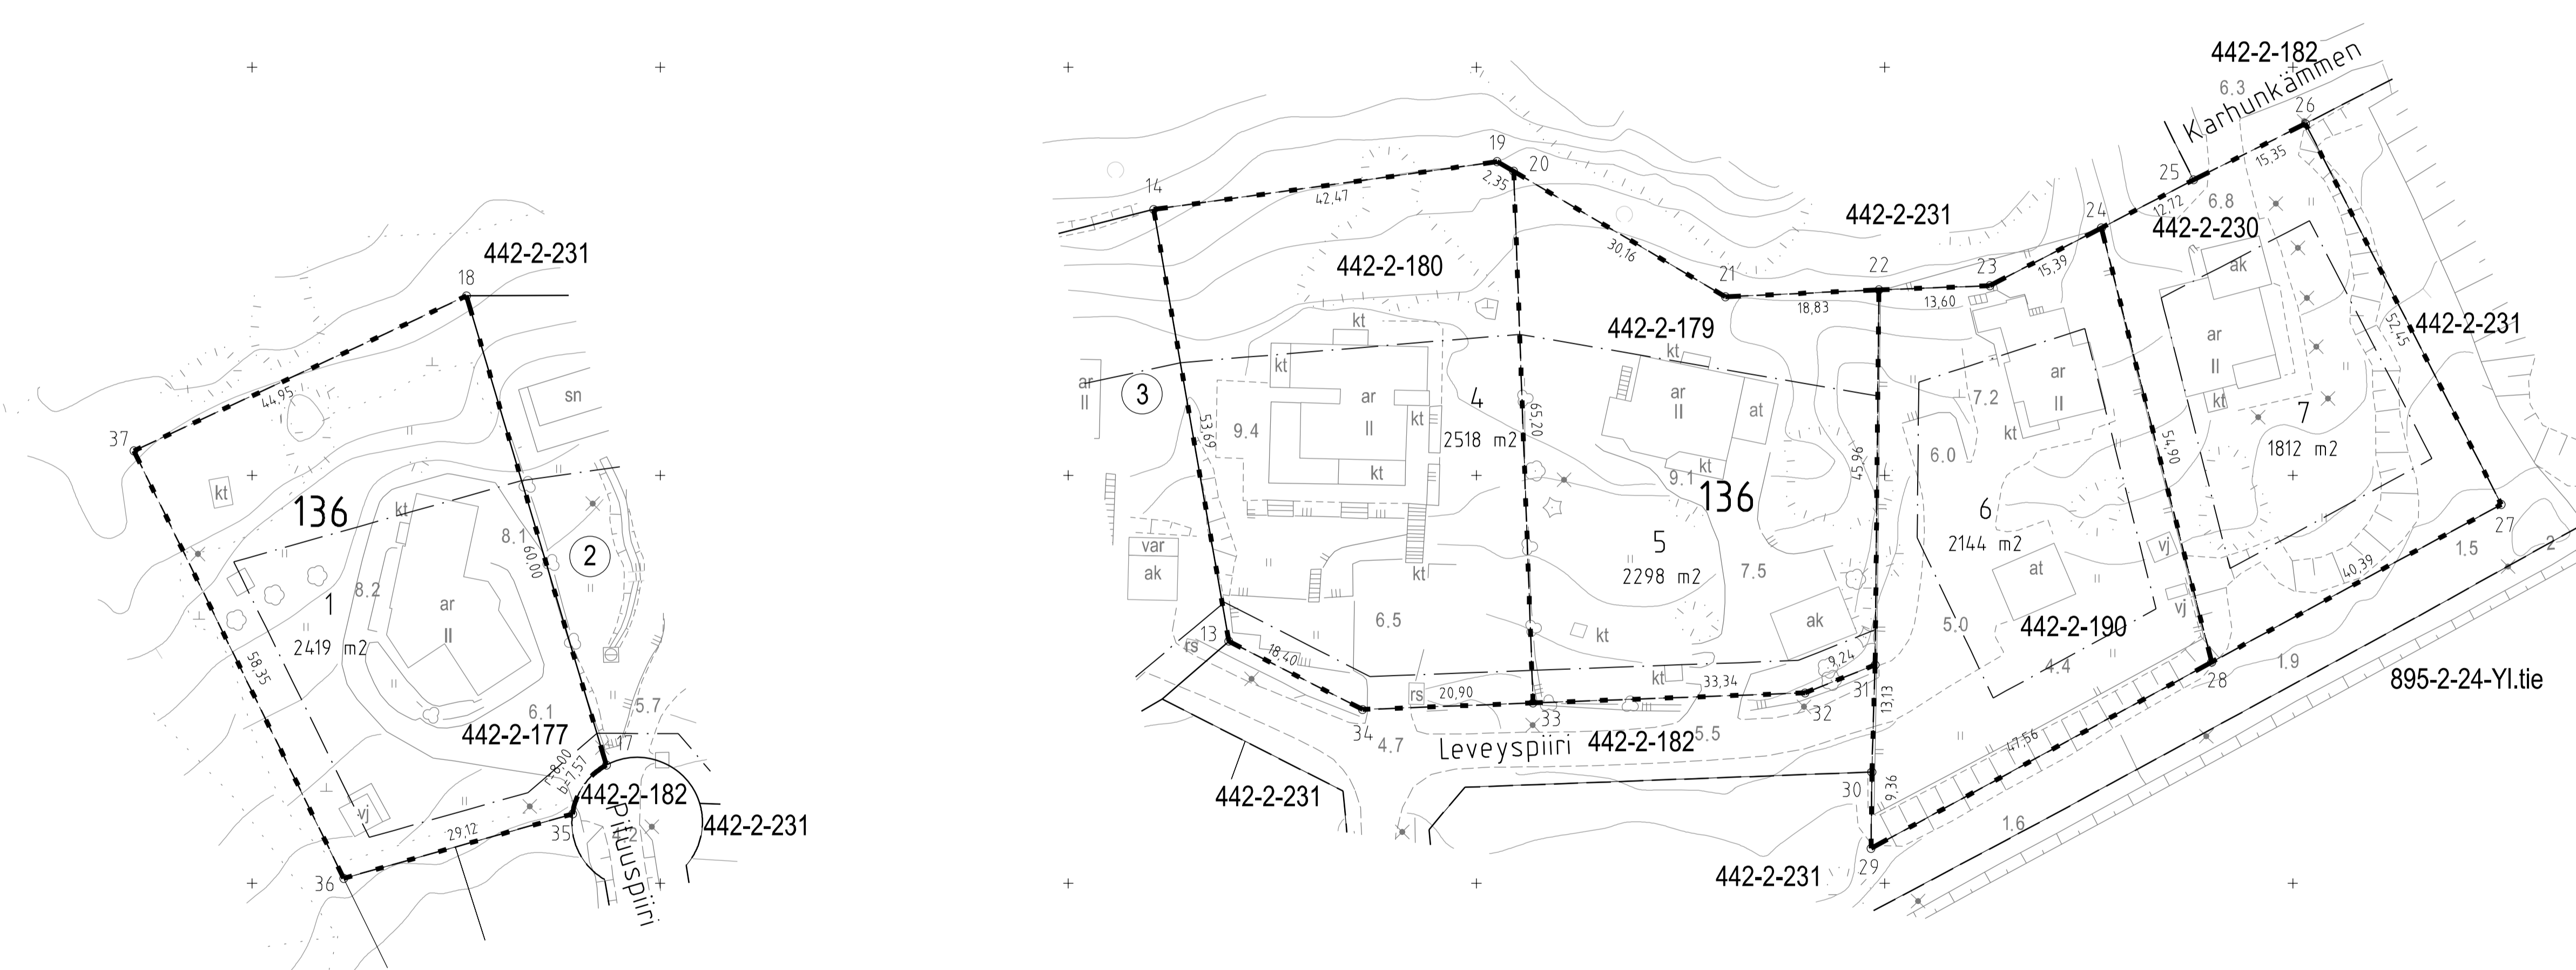 442-2-231
18
sn
44,95
37
kt
136
kt
8.1
60,00
2
8.2
1
ar
II
2419 m2
58,35
6.1
5.7
442-2-177
17
r=8,00
b=7,57
442-2-182
vj
442-2-231
29,12
35
4.2
Pituuspiiri
36
442-2-182
Karhunkämmen
6.3
26
15,35
25
6.8
12,72
24
442-2-230
19
20
2,35
14
42,47
442-2-231
30,16
442-2-180
21
22
23
15,39
18,83
13,60
442-2-179
ak
52,45
442-2-231
kt
kt
kt
ar
II
3
ar
II
4
kt
9.4
2518 m2
53,69
65,20
ar
II
at
kt
9.1
136
45,96
7.2
ar
II
kt
6.0
54,90
ar
II
kt
7
1812 m2
kt
var
ak
kt
5
2298 m2
7.5
6
2144 m2
at
vj
vj
27
1.5
2
40,39
6.5
13
rs
18,40
kt
ak
5.0
442-2-190
4.4
1.9
28
895-2-24-Yl.tie
rs
20,90
kt
33,34
9,24
31
32
13,13
34
4.7
33
Leveyspiiri
442-2-182
5.5
47,56
442-2-231
30
9,36
1.6
29
442-2-231